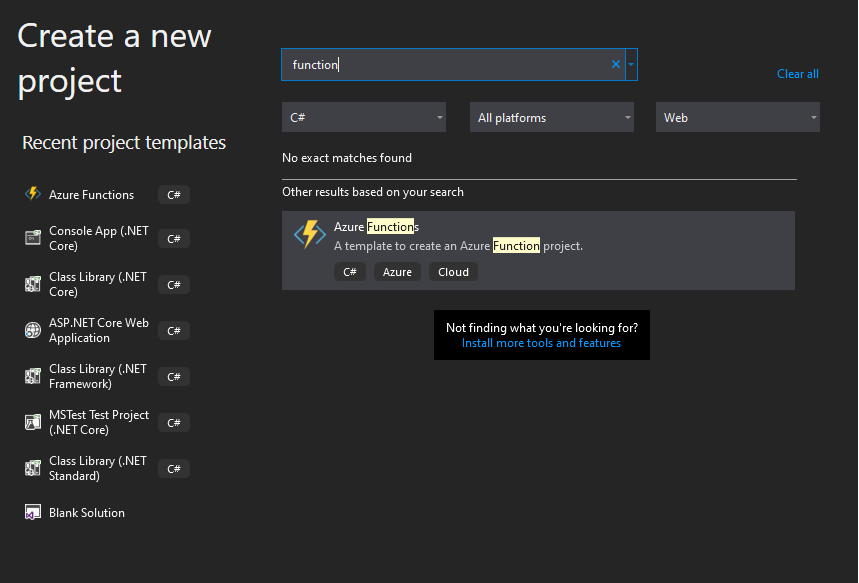 Create a new
project
Recent project templates
Azure Functions C#
Console App (.NET
Core) C#
Class Library (.NET
Core) C#
ASP.NET Core Web
Application C#
Class Library (.NET
Framework) C#
MSTest Test Project
(.NET Core) C#
Class Library (.NET
Standard) C#
Blank Solution
function
Clear all
C# All platforms Web
No exact matches found
Other results based on your search
Azure Functions
A template to create an Azure Function project.
C# Azure Cloud
Not finding what you're looking for?
Install more tools and features